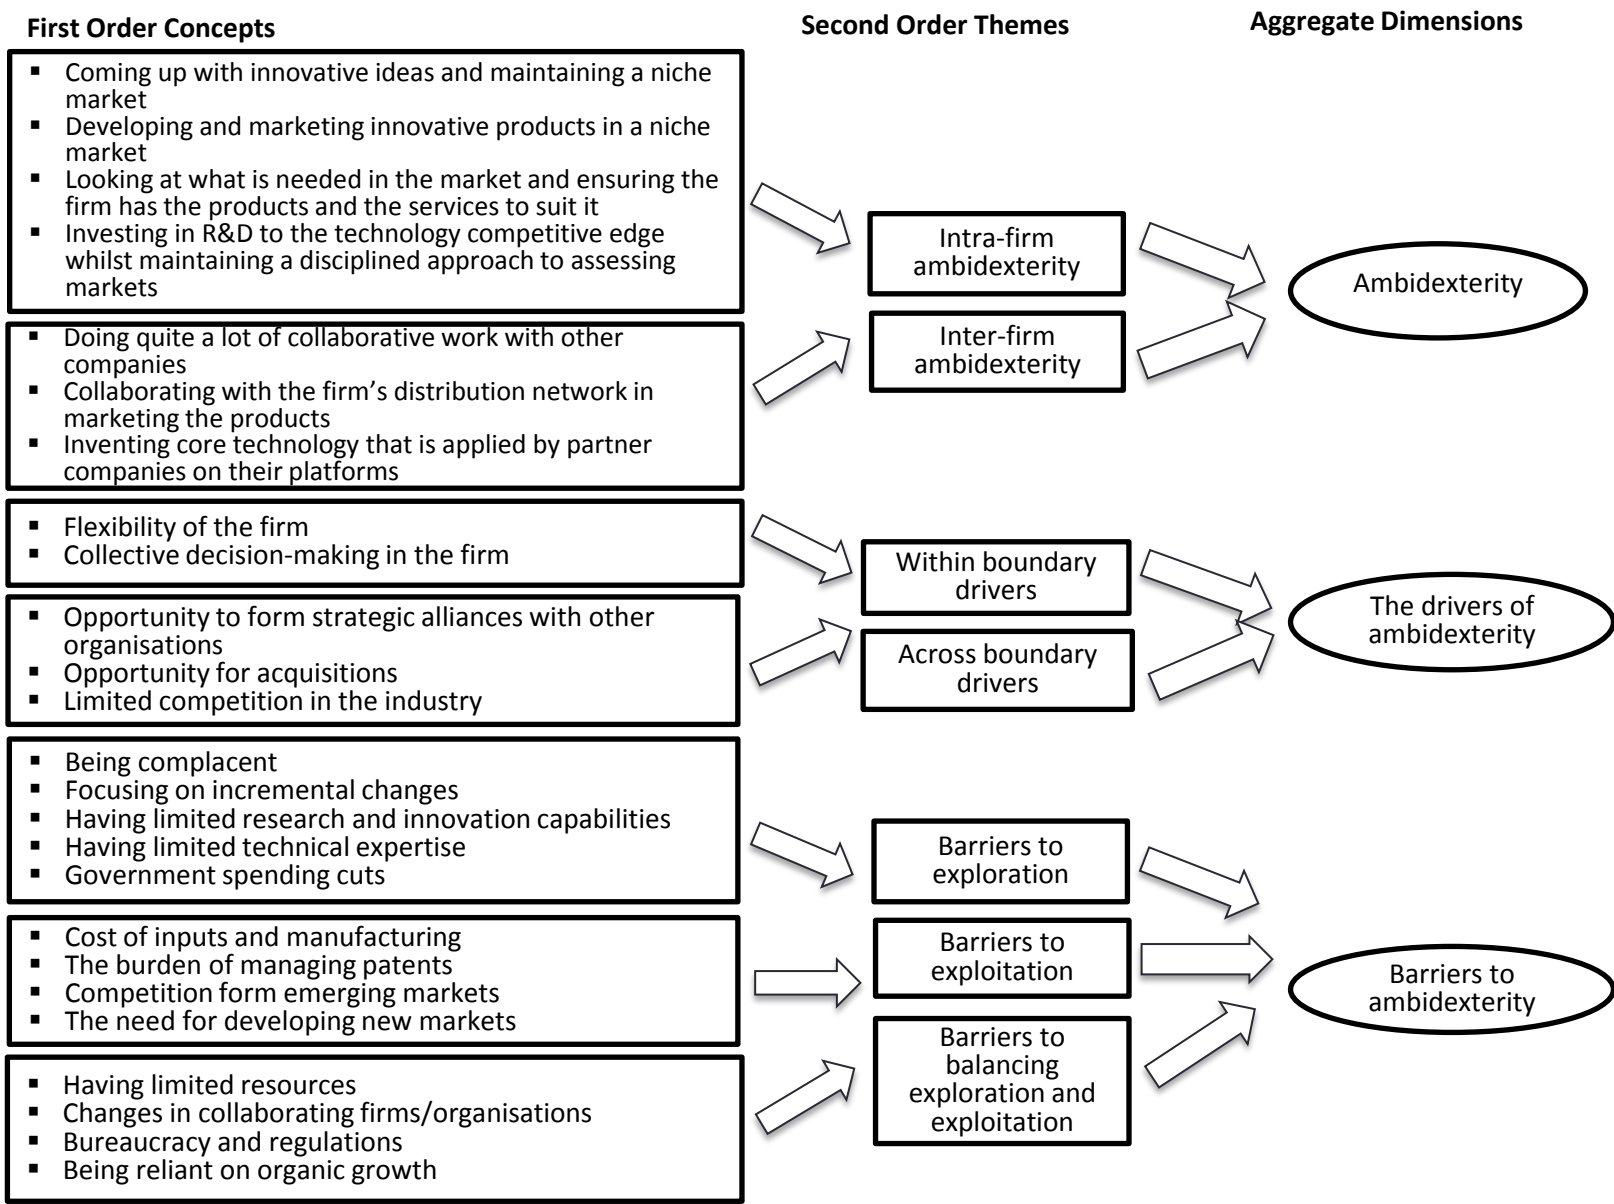 First Order Concepts
Second Order Themes
Aggregate Dimensions
▪ Coming up with innovative ideas and maintaining a niche
market
▪ Developing and marketing innovative products in a niche
market
▪ Looking at what is needed in the market and ensuring the
firm has the products and the services to suit it
▪ Investing in R&D to the technology competitive edge
whilst maintaining a disciplined approach to assessing
markets
▪ Doing quite a lot of collaborative work with other
companies
▪ Collaborating with the firm’s distribution network in
marketing the products
▪ Inventing core technology that is applied by partner
companies on their platforms
Intra-firm
ambidexterity
Inter-firm
ambidexterity
Ambidexterity
▪ Flexibility of the firm
▪ Collective decision-making in the firm
▪ Opportunity to form strategic alliances with other
organisations
▪ Opportunity for acquisitions
▪ Limited competition in the industry
Within boundary
drivers
Across boundary
drivers
The drivers of
ambidexterity
▪ Being complacent
▪ Focusing on incremental changes
▪ Having limited research and innovation capabilities
▪ Having limited technical expertise
▪ Government spending cuts
▪ Cost of inputs and manufacturing
▪ The burden of managing patents
▪ Competition form emerging markets
▪ The need for developing new markets
▪ Having limited resources
▪ Changes in collaborating firms/organisations
▪ Bureaucracy and regulations
▪ Being reliant on organic growth
Barriers to
exploration
Barriers to
exploitation
Barriers to
balancing
exploration and
exploitation
Barriers to
ambidexterity